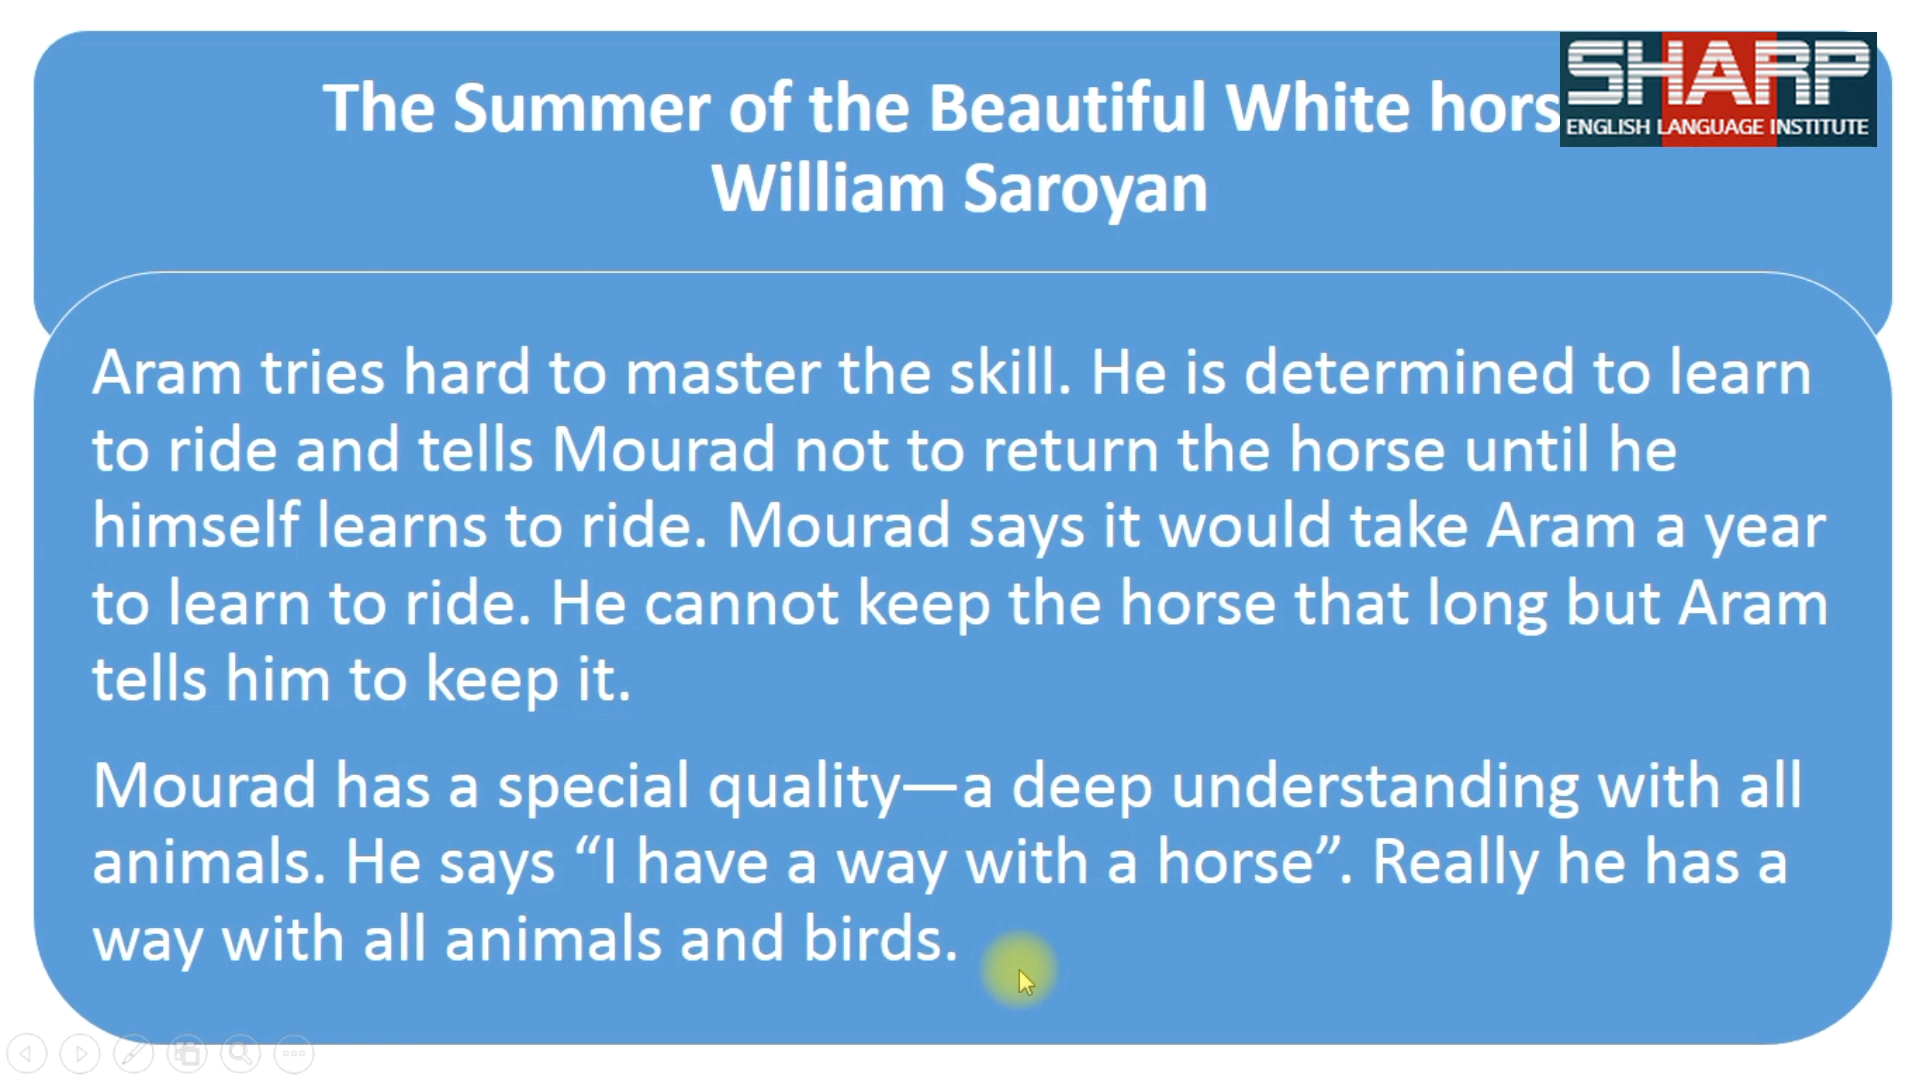 The Summer of the Beautiful White hors
William Saroyan
SHARP
ENGLISH LANGUAGE INSTITUTE
Aram tries hard to master the skill. He is determined to learn
to ride and tells Mourad not to return the horse until he
himself learns to ride. Mourad says it would take Aram a year
to learn to ride. He cannot keep the horse that long but Aram
tells him to keep it.
Mourad has a special quality—a deep understanding with all
animals. He says “I have a way with a horse”. Really he has a
way with all animals and birds.